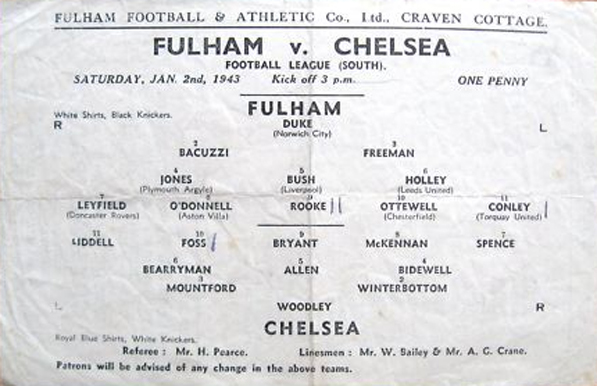 FULHAM FOOTBALL & ATHLETIC Co., Ltd., CRAVEN COTTAGE.
FULHAM v. CHELSEA
FOOTBALL LEAGUE (SOUTH).
SATURDAY, JAN. 2nd, 1943 Kick off 3 p.m. ONE PENNY
FULHAM
White Shirts, Black Knickers.
R DUKE L
(Norwich City)
2 3
BACUZZI FREEMAN
4 5 6
JONES BUSH HOLLEY
(Plymouth Argyle) (Liverpool) (Leeds United)
7 8 9 10 11
LEYFIELD O'DONNELL ROOKE OTTEWELL CONLEY
(Doncaster Rovers) (Aston Villa) (Chesterfield) (Torquay United)
11 10 9 8 7
LIDDELL FOSS BRYANT McKENNAN SPENCE
6 5 4
BEARRYMAN ALLEN BIDEWELL
3 2
MOUNTFORD WINTERBOTTOM
L WOODLEY R
CHELSEA
Royal Blue Shirts, White Knickers.
Referee : Mr. H. Pearce. Linesmen : Mr. W. Bailey & Mr. A. G. Crane.
Patrons will be advised of any change in the above teams.